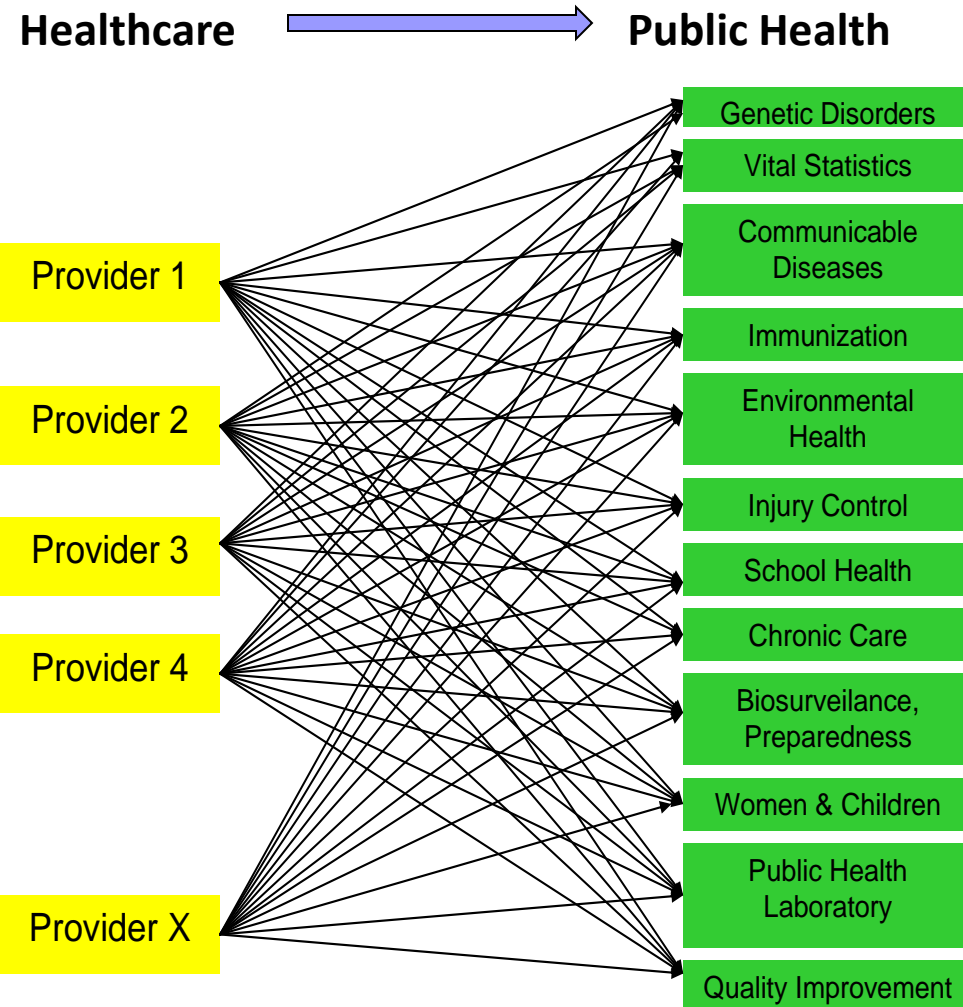 Healthcare
Public Health
Provider 1
Provider 2
Provider 3
Provider 4
Provider X
Genetic Disorders
Vital Statistics
Communicable
Diseases
Immunization
Environmental
Health
Injury Control
School Health
Chronic Care
Biosurveilance,
Preparedness
Women & Children
Public Health
Laboratory
Quality Improvement